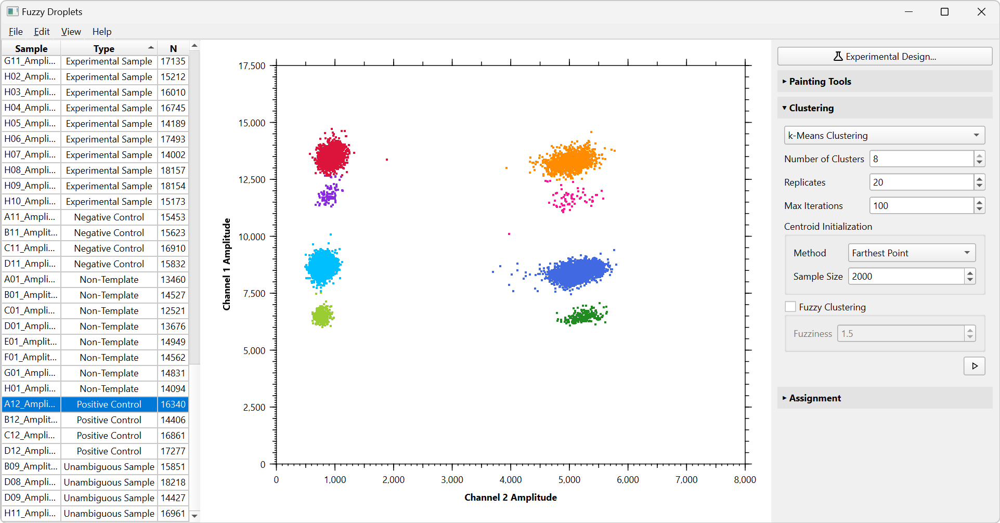 Fuzzy Droplets
File Edit View Help
Sample Type N
G11_Ampli... Experimental Sample 17135
H02_Ampli... Experimental Sample 15212
H03_Ampli... Experimental Sample 16010
H04_Ampli... Experimental Sample 16745
H05_Ampli... Experimental Sample 14189
H06_Ampli... Experimental Sample 17493
H07_Ampli... Experimental Sample 14002
H08_Ampli... Experimental Sample 18157
H09_Ampli... Experimental Sample 18154
H10_Ampli... Experimental Sample 15173
A11_Ampli... Negative Control 15453
B11_Amplit... Negative Control 15623
C11_Ampli... Negative Control 16910
D11_Ampli... Negative Control 15832
A01_Ampli... Non-Template 13460
B01_Ampli... Non-Template 14527
C01_Ampli... Non-Template 12521
D01_Ampli... Non-Template 13676
E01_Amplit... Non-Template 14949
F01_Amplit... Non-Template 14562
G01_Ampli... Non-Template 14831
H01_Ampli... Non-Template 14094
A12_Ampli... Positive Control 16340
B12_Amplit... Positive Control 14406
C12_Ampli... Positive Control 16861
D12_Ampli... Positive Control 17277
B09_Amplit... Unambiguous Sample 15851
D08_Ampli... Unambiguous Sample 18218
D09_Ampli... Unambiguous Sample 14427
H11_Ampli... Unambiguous Sample 16961
Channel 1 Amplitude
17,500
15,000
12,500
10,000
7,500
5,000
2,500
0
0 1,000 2,000 3,000 4,000 5,000 6,000 7,000 8,000
Channel 2 Amplitude
Experimental Design...
Painting Tools
Clustering
k-Means Clustering
Number of Clusters 8
Replicates 20
Max Iterations 100
Centroid Initialization
Method Farthest Point
Sample Size 2000
Fuzzy Clustering
Fuzziness 1.5
Assignment